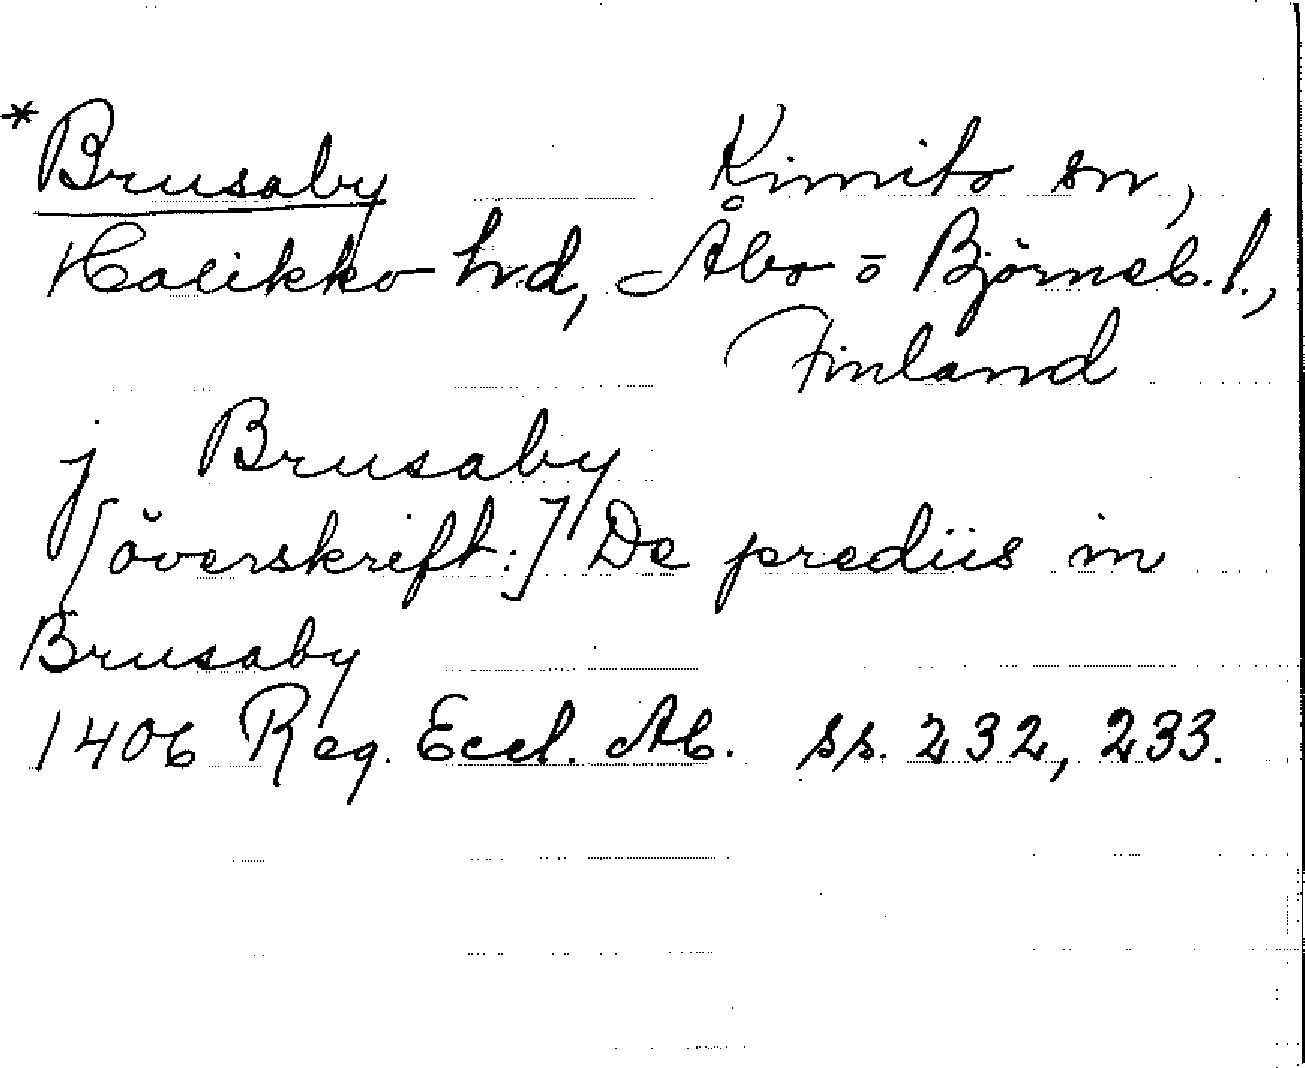 *Brusaby Kimito sn,
Halikko hd, Åbo o Björneb. l.,
Finland
j Brusaby
[överskrift:] De prediis in
Brusaby
1406 Reg. Eccl. Ab. ss. 232, 233.